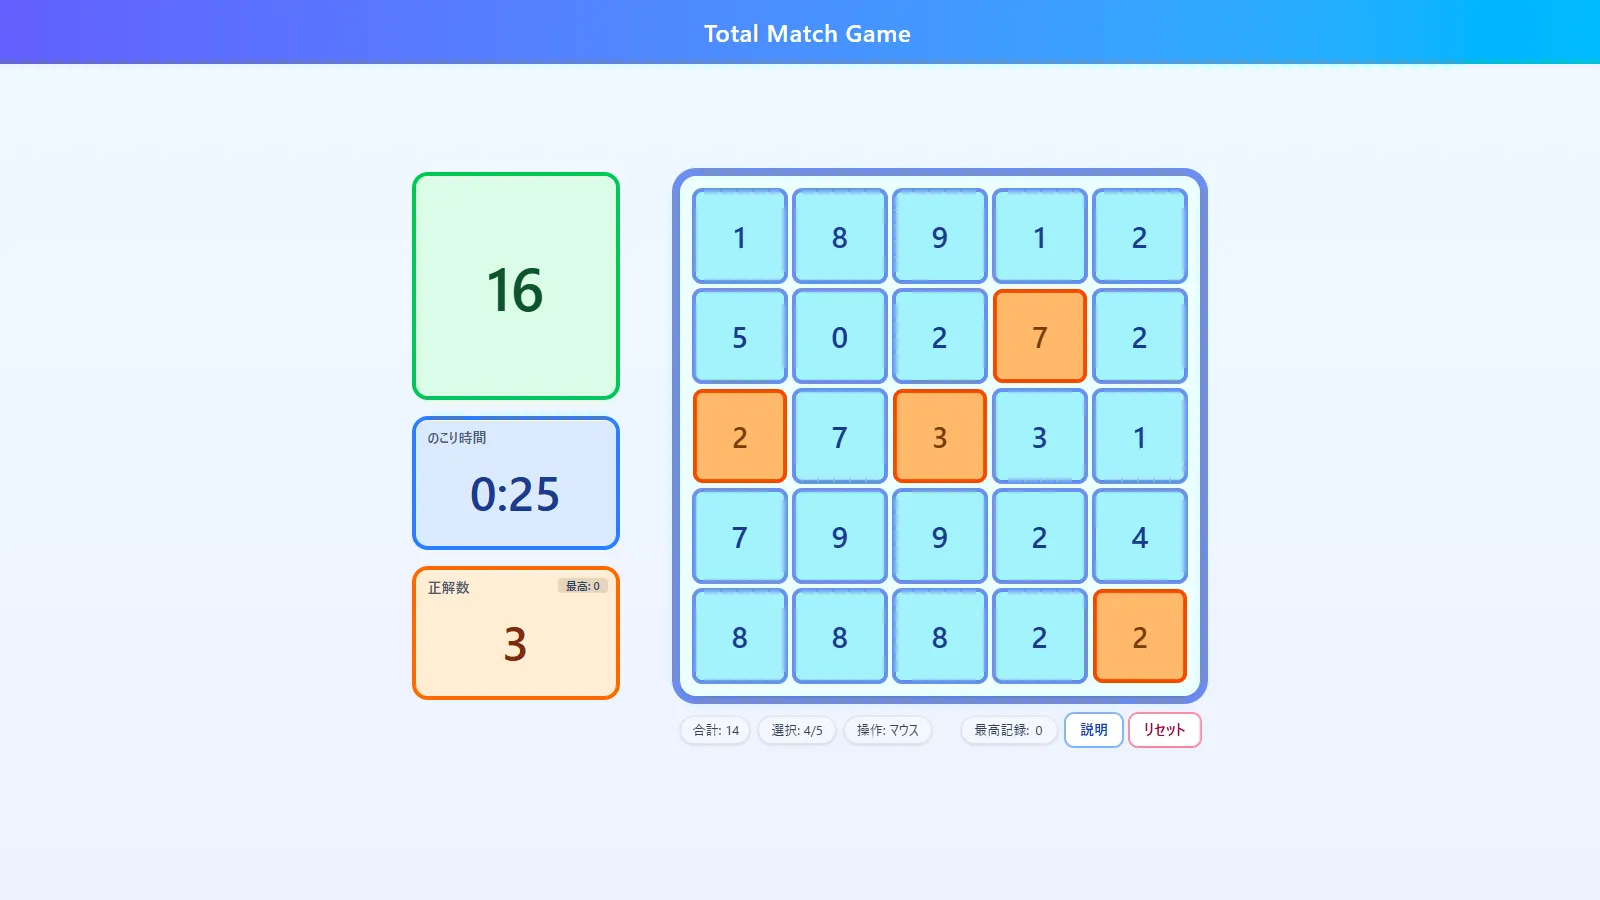 Total Match Game
16
のこり時間
0:25
正解数
最高: 0
3
1 8 9 1 2
5 0 2 7 2
2 7 3 3 1
7 9 9 2 4
8 8 8 2 2
合計: 14
選択: 4/5
操作: マウス
最高記録: 0
説明
リセット